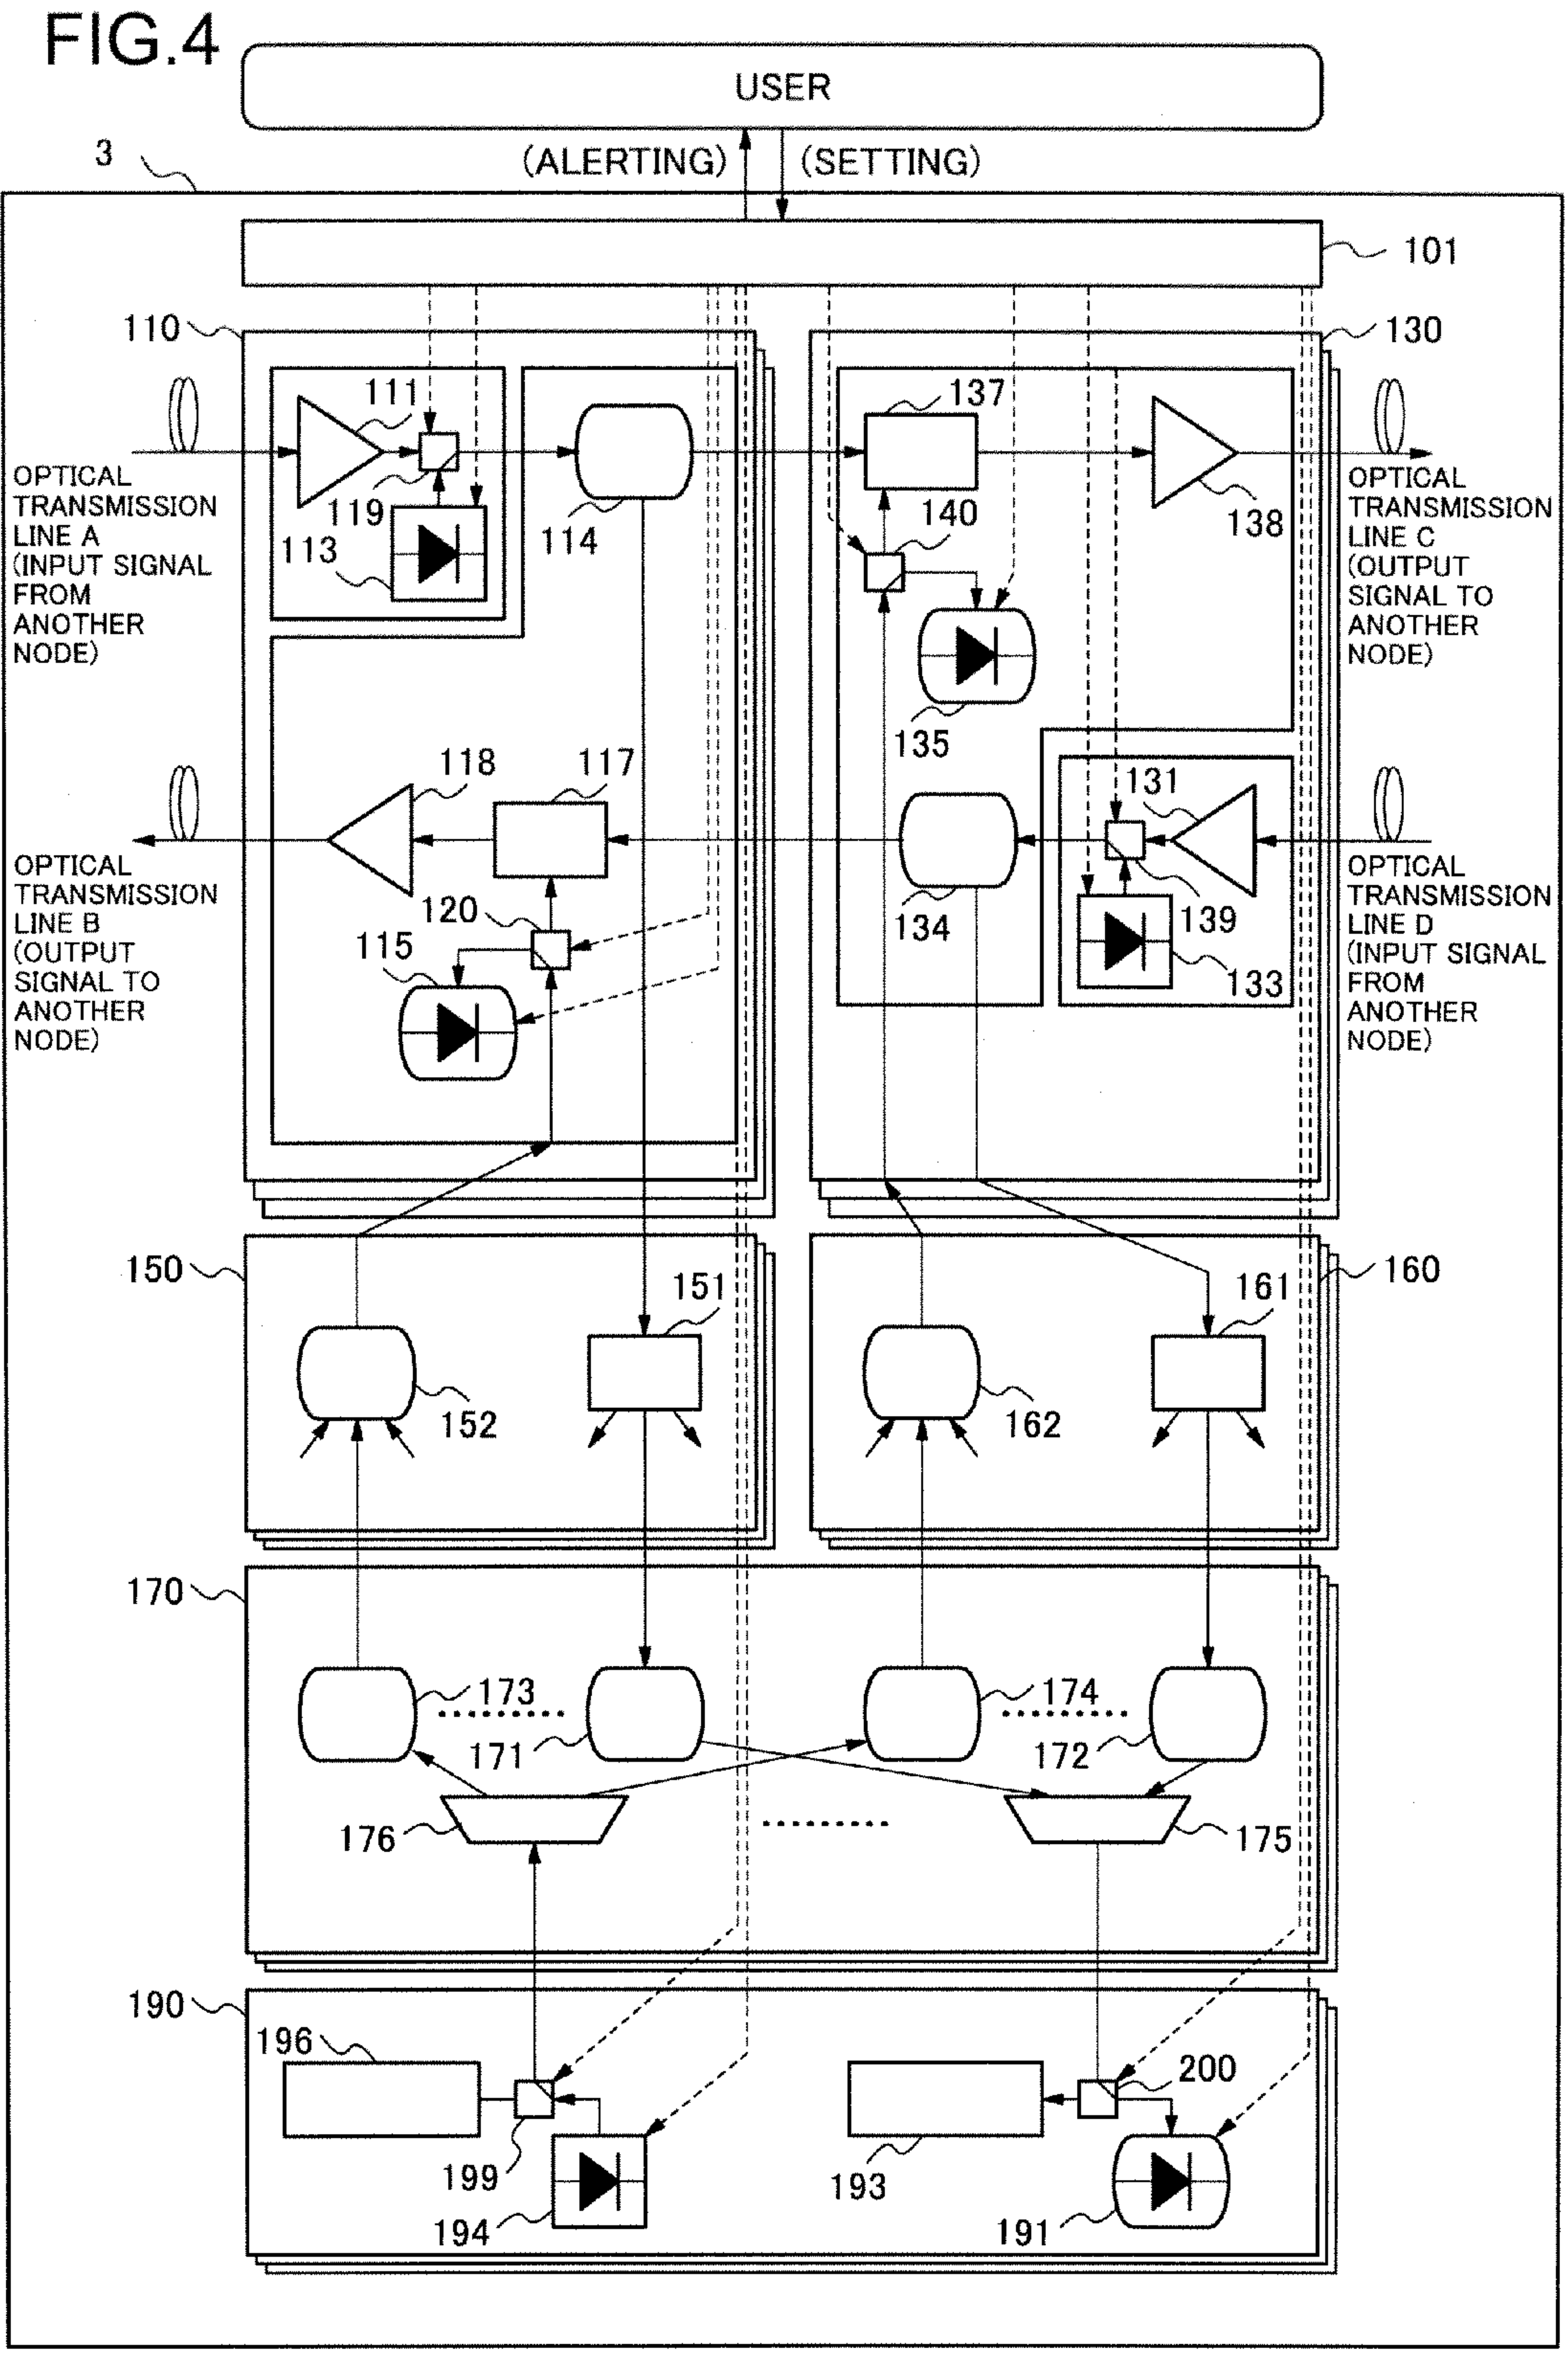 FIG.4
USER
3
(ALERTING)
(SETTING)
101
110
130
111
137
OPTICAL
TRANSMISSION
LINE A
(INPUT SIGNAL
FROM
ANOTHER
NODE)
119
113
114
140
138
OPTICAL
TRANSMISSION
LINE C
(OUTPUT
SIGNAL TO
ANOTHER
NODE)
135
118
117
131
OPTICAL
TRANSMISSION
LINE B
(OUTPUT
SIGNAL TO
ANOTHER
NODE)
120
115
134
139
133
OPTICAL
TRANSMISSION
LINE D
(INPUT SIGNAL
FROM
ANOTHER
NODE)
150
151
161
160
152
162
170
173
171
174
172
176
175
190
196
200
199
194
193
191